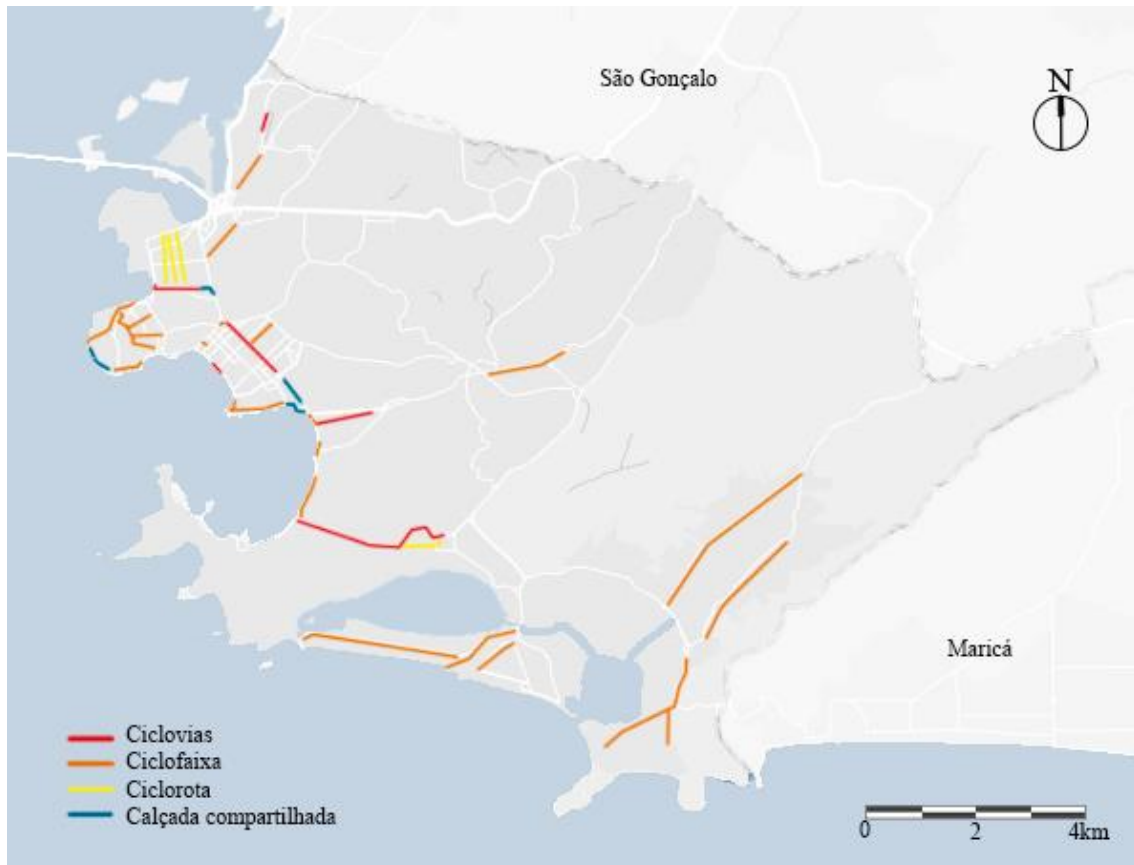 São Gonçalo
N
Maricá
Ciclovias
Ciclofaixa
Ciclorota
Calçada compartilhada
0 2 4km